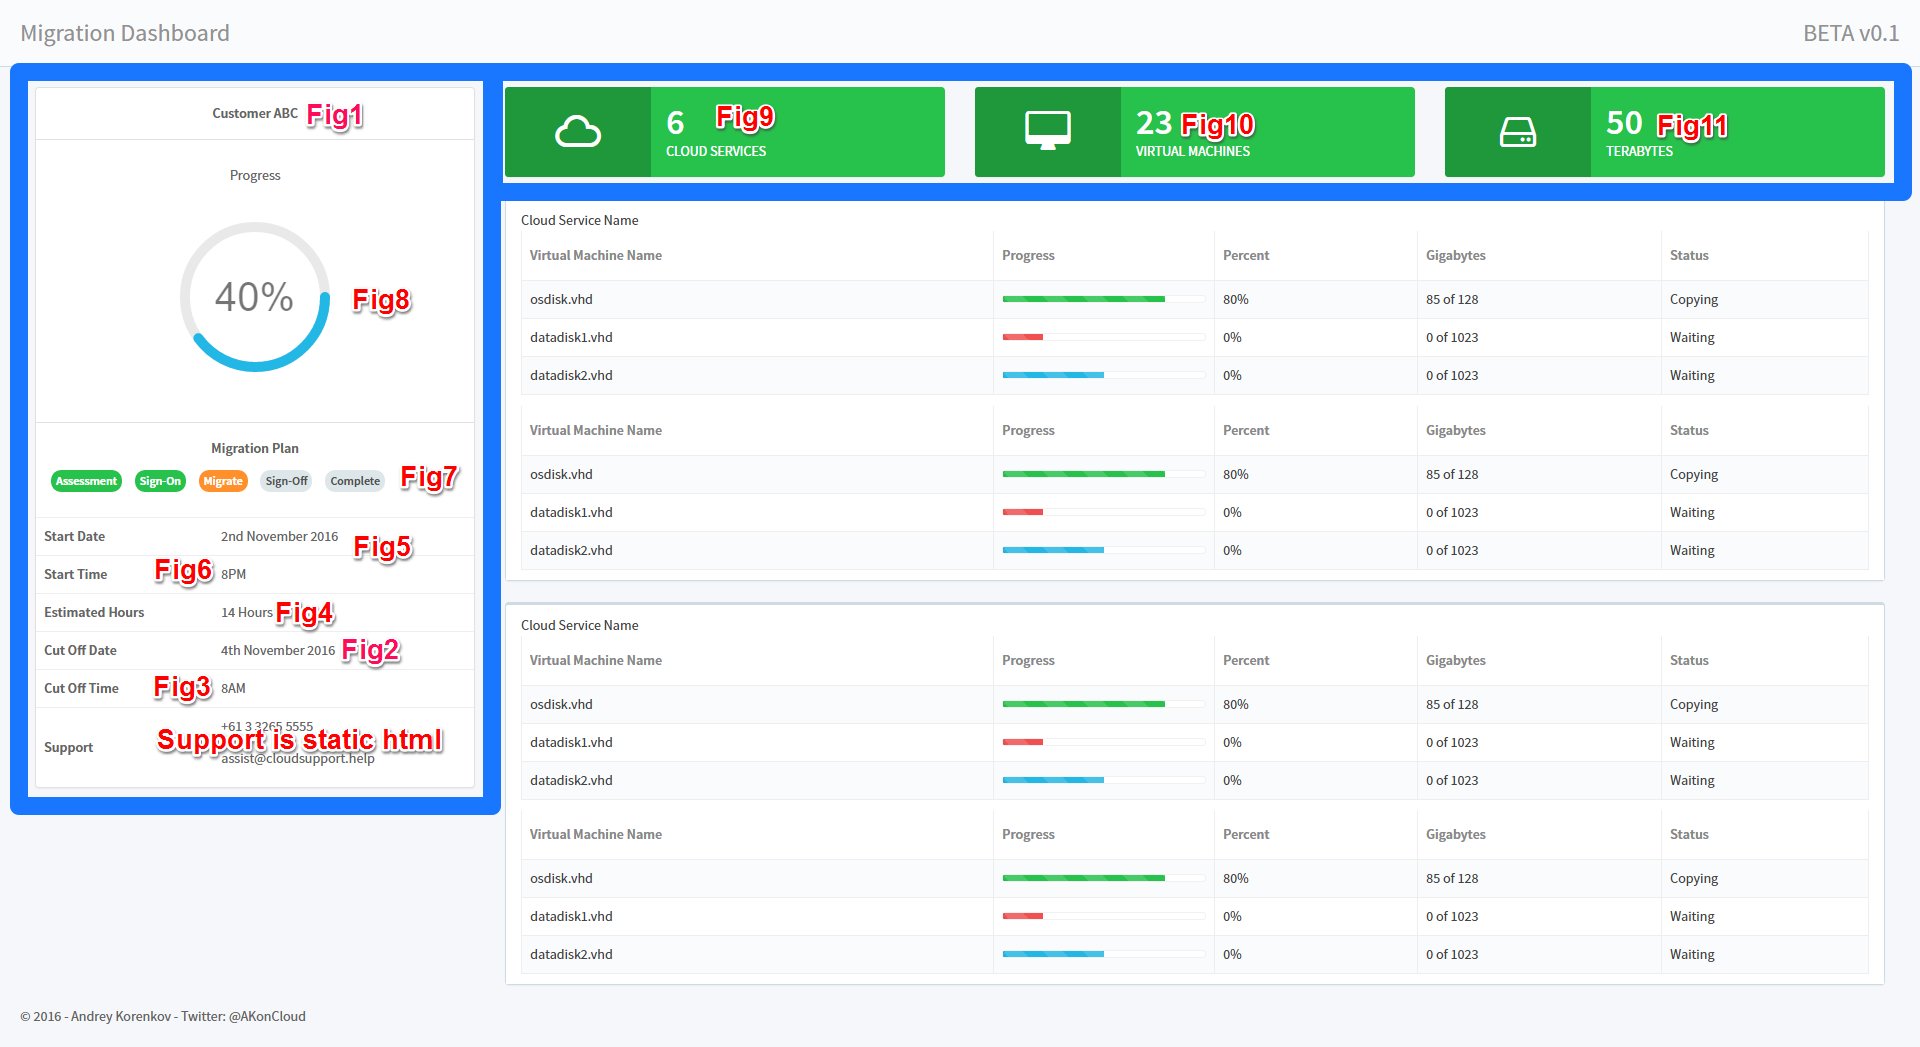 Migration Dashboard
BETA v0.1
Customer ABC Fig1
Progress
40%
Fig8
Migration Plan
Assessment Sign-On Migrate Sign-Off Complete Fig7
Start Date 2nd November 2016 Fig5
Start Time Fig6 8PM
Estimated Hours 14 Hours Fig4
Cut Off Date 4th November 2016 Fig2
Cut Off Time Fig3 8AM
+61 3 3265 5555
Support Support is static html
assist@cloudsupport.help
6 Fig9
CLOUD SERVICES
23 Fig10
VIRTUAL MACHINES
50 Fig11
TERABYTES
Cloud Service Name
Virtual Machine Name Progress Percent Gigabytes Status
osdisk.vhd 80% 85 of 128 Copying
datadisk1.vhd 0% 0 of 1023 Waiting
datadisk2.vhd 0% 0 of 1023 Waiting
Virtual Machine Name Progress Percent Gigabytes Status
osdisk.vhd 80% 85 of 128 Copying
datadisk1.vhd 0% 0 of 1023 Waiting
datadisk2.vhd 0% 0 of 1023 Waiting
Cloud Service Name
Virtual Machine Name Progress Percent Gigabytes Status
osdisk.vhd 80% 85 of 128 Copying
datadisk1.vhd 0% 0 of 1023 Waiting
datadisk2.vhd 0% 0 of 1023 Waiting
Virtual Machine Name Progress Percent Gigabytes Status
osdisk.vhd 80% 85 of 128 Copying
datadisk1.vhd 0% 0 of 1023 Waiting
datadisk2.vhd 0% 0 of 1023 Waiting
© 2016 - Andrey Korenkov - Twitter: @AKonCloud